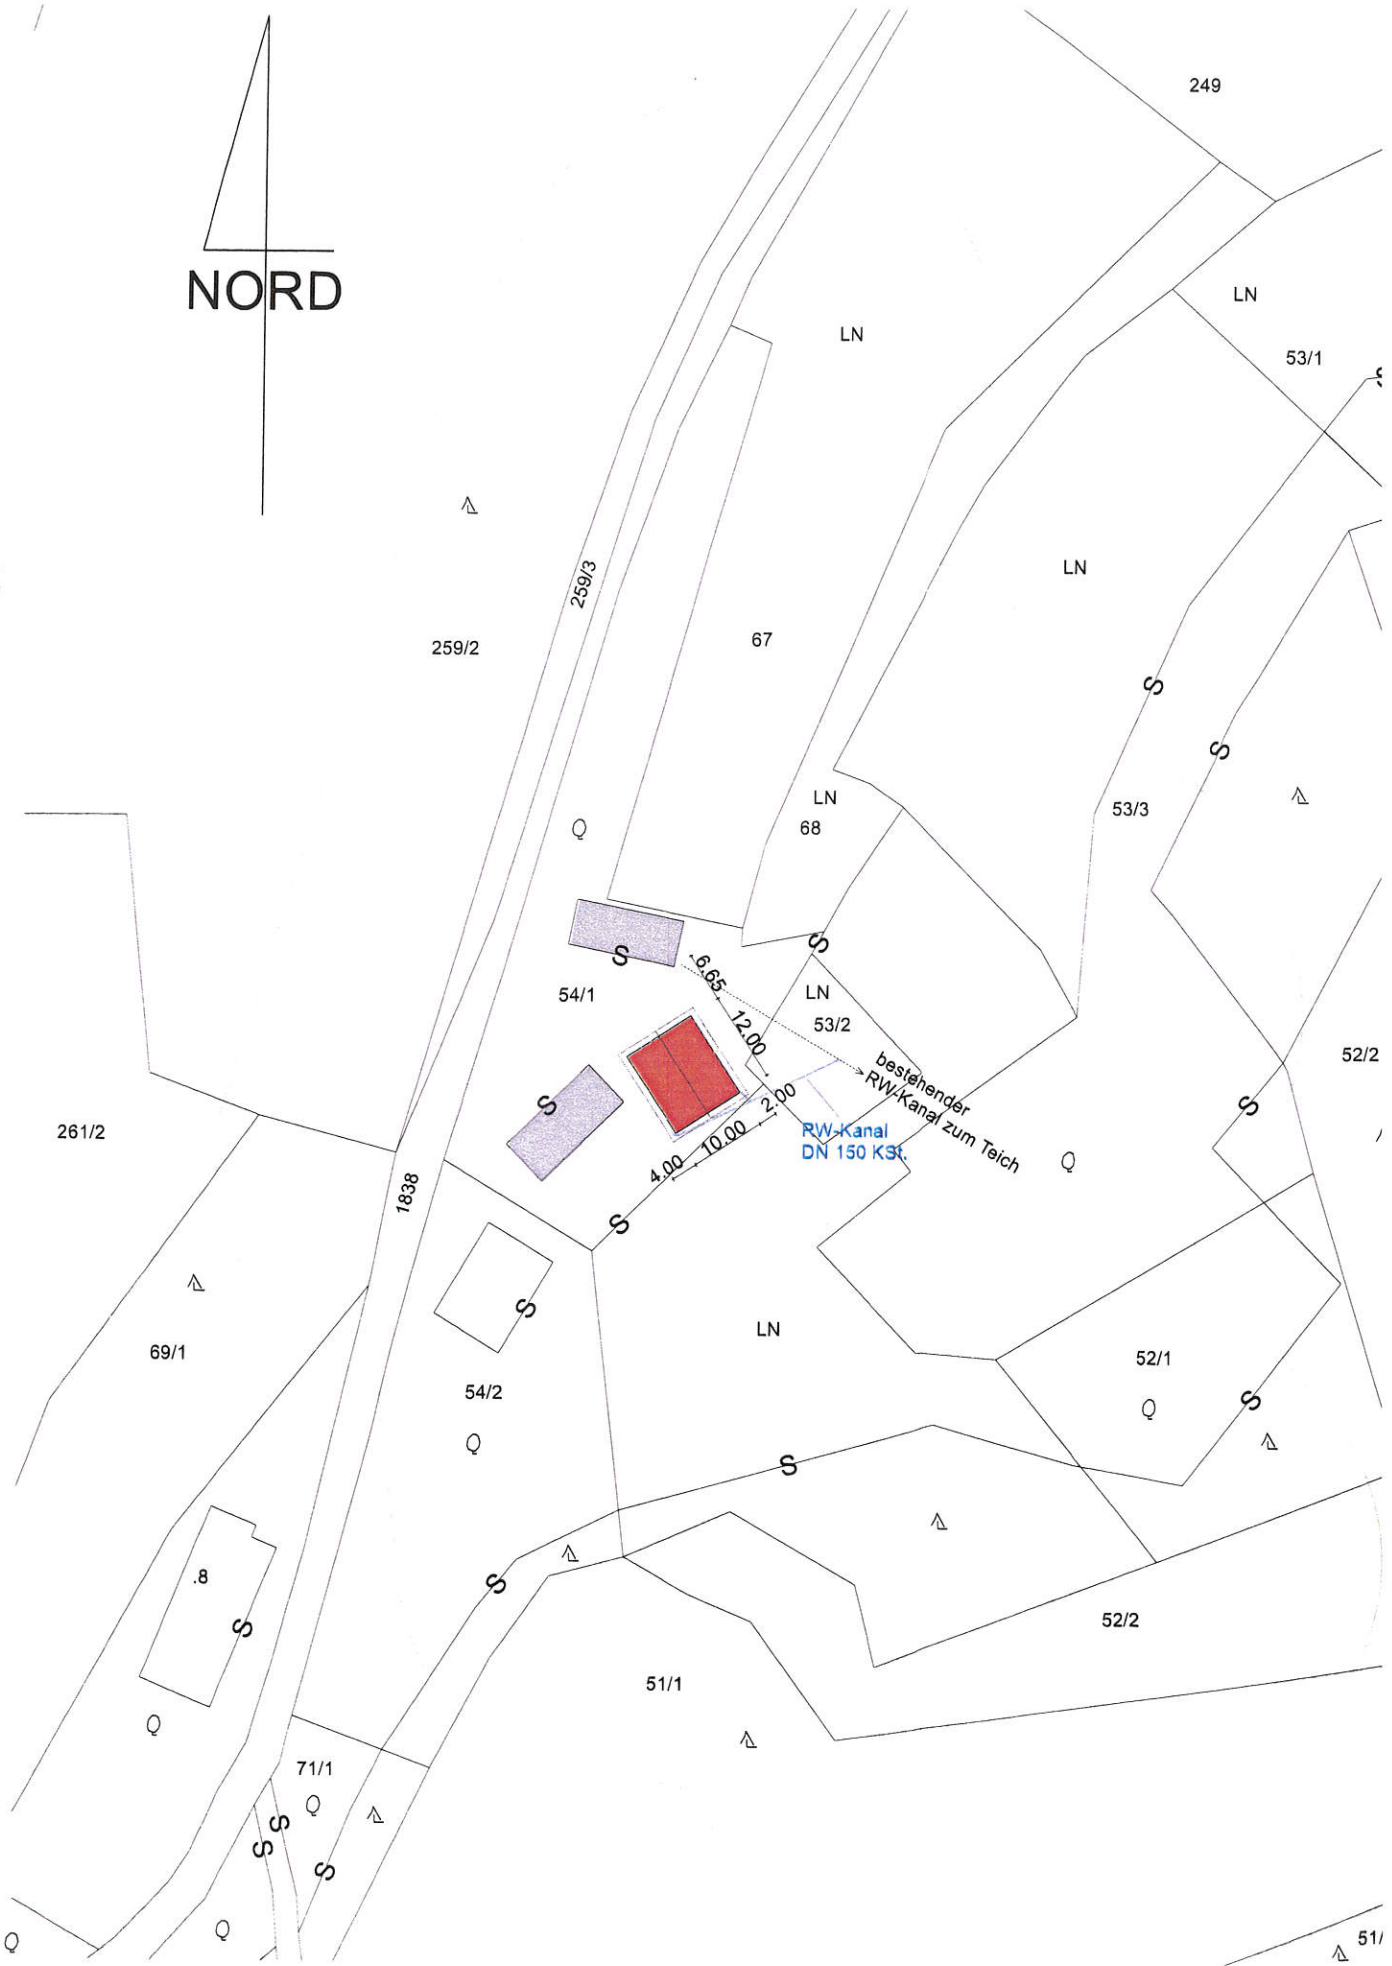 249
NORD
LN
LN
53/1
S
259/3
LN
259/2
67
S
S
LN
68
53/3
Q
S
S
6.65
54/1
LN
53/2
12.00
bestehender
RW-Kanal zum Teich
52/2
S
2.00
S
261/2
RW-Kanal
DN 150 KSt.
10.00
4.00
Q
1838
S
S
LN
69/1
52/1
54/2
Q
S
Q
S
.8
S
S
52/2
51/1
Q
71/1
Q
S
S
S
Q
Q
51/